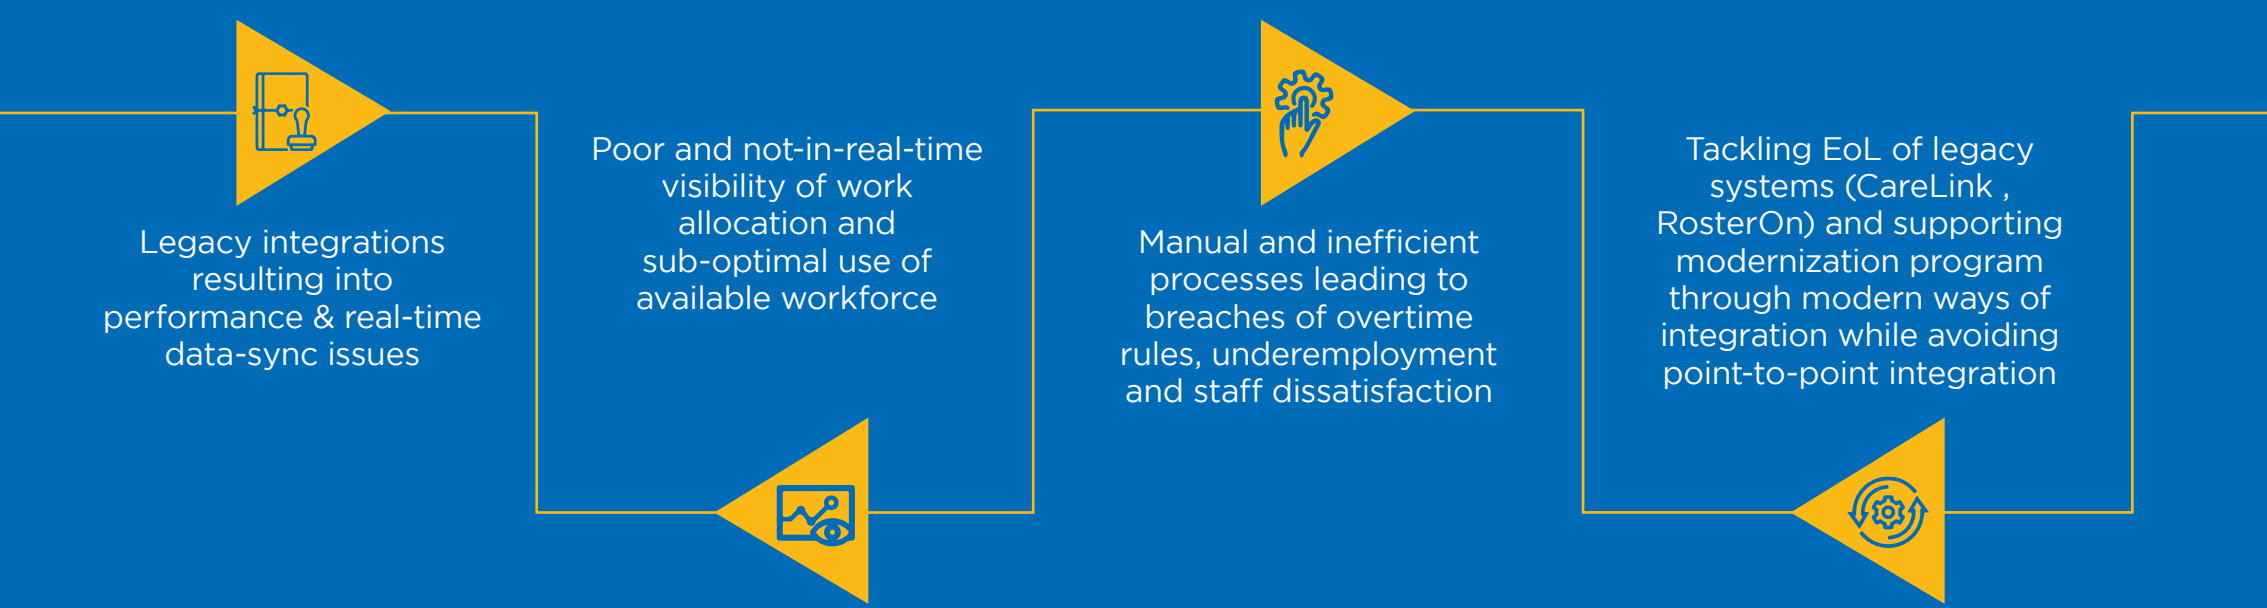 Legacy integrations
resulting into
performance & real-time
data-sync issues
Poor and not-in-real-time
visibility of work
allocation and
sub-optimal use of
available workforce
Manual and inefficient
processes leading to
breaches of overtime
rules, underemployment
and staff dissatisfaction
Tackling EoL of legacy
systems (CareLink ,
RosterOn) and supporting
modernization program
through modern ways of
integration while avoiding
point-to-point integration